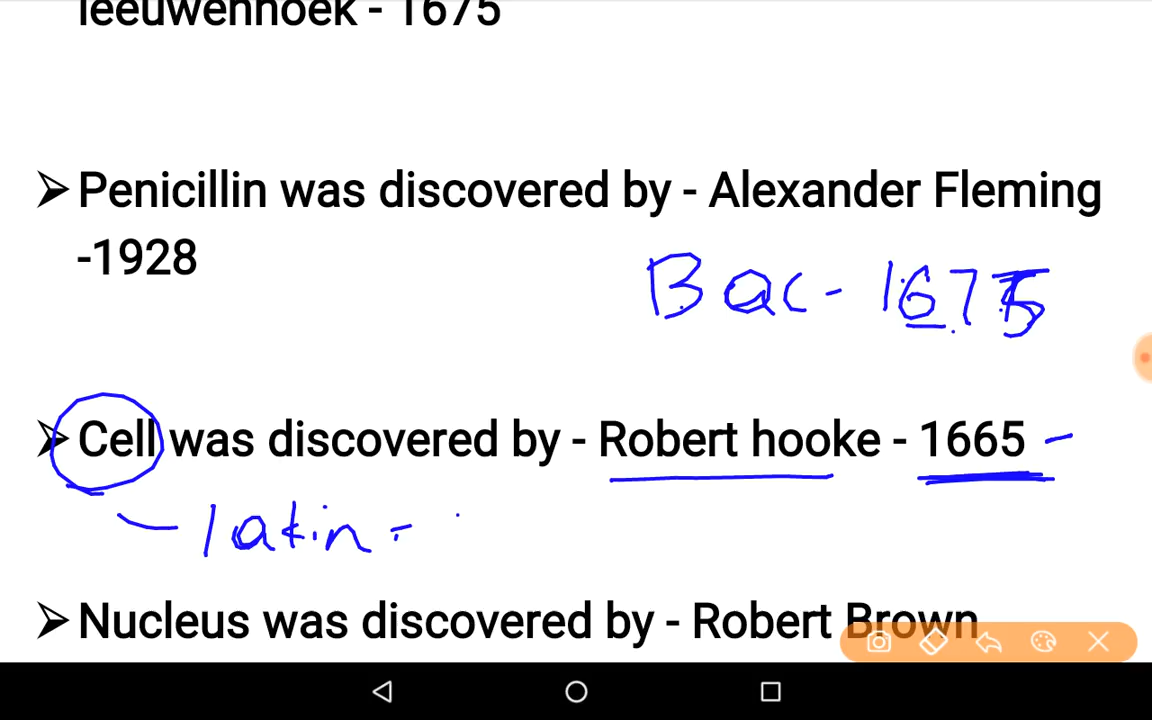 leeuwenhoek - 1675
➢ Penicillin was discovered by - Alexander Fleming
-1928
Bac - 1675
➢ Cell was discovered by - Robert hooke - 1665 -
- latin -
➢ Nucleus was discovered by - Robert Brown